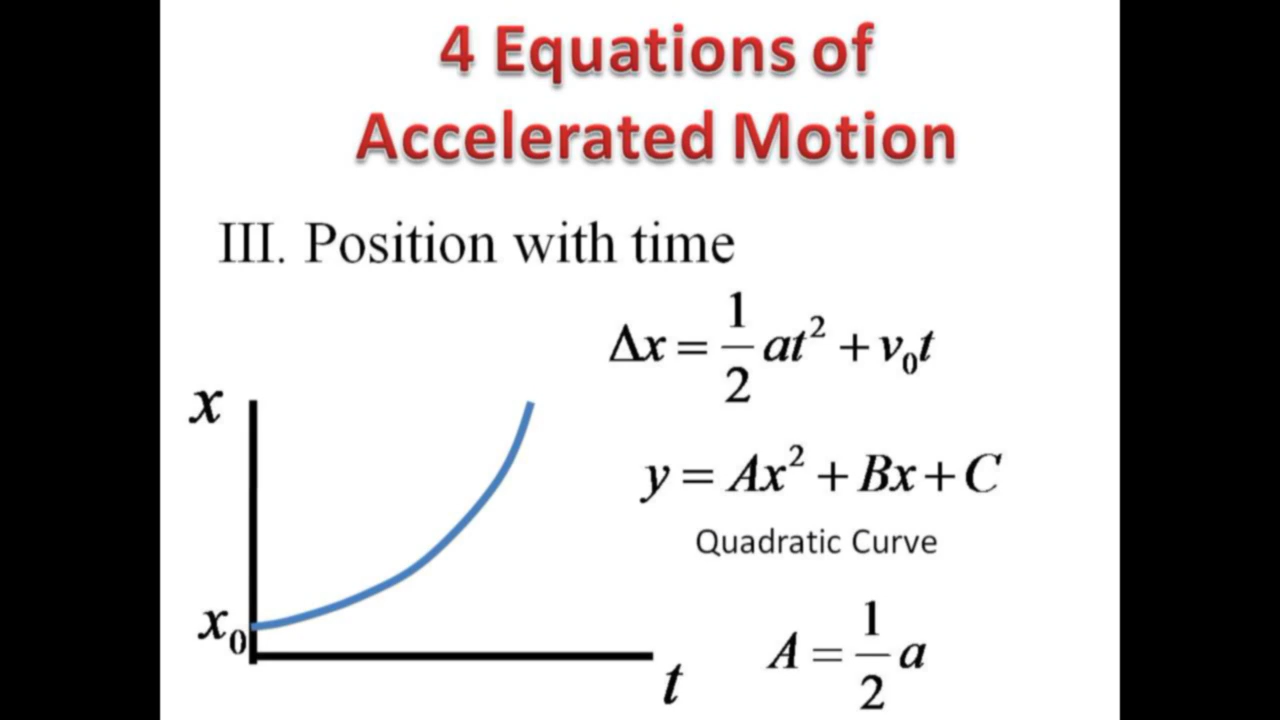 4 Equations of
Accelerated Motion
III. Position with time
Δx = 1/2 at² + v₀t
x
y = Ax² + Bx + C
Quadratic Curve
x₀
A = 1/2 a
t